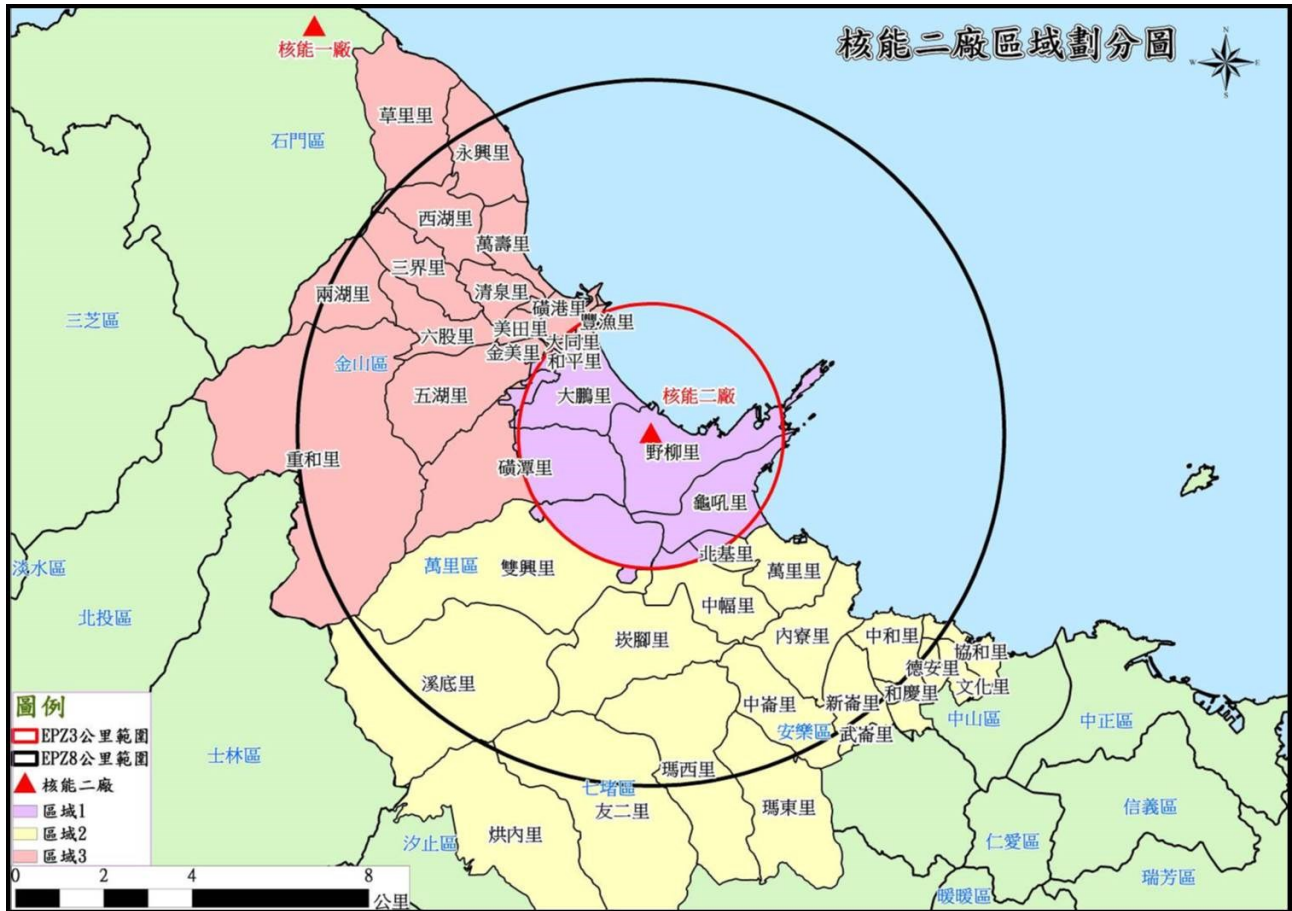 核能二廠區域劃分圖
N
W
E
S
核能一廠
石門區
草里里
永興里
西湖里
萬壽里
三界里
兩湖里
清泉里
磺港里
豐漁里
三芝區
六股里
美田里
大同里
金美里
和平里
金山區
五湖里
大鵬里
核能二廠
野柳里
重和里
磺潭里
龜吼里
北基里
萬里區
雙興里
萬里里
淡水區
北投區
中幅里
崁腳里
內寮里
中和里
協和里
德安里
溪底里
文化里
和慶里
中崙里
新崙里
中山區
中正區
安樂區
武崙里
士林區
瑪西里
七堵區
友二里
瑪東里
信義區
烘內里
汐止區
仁愛區
瑞芳區
暖暖區
圖例
EPZ3公里範圍
EPZ8公里範圍
核能二廠
區域1
區域2
區域3
0 2 4 8
公里